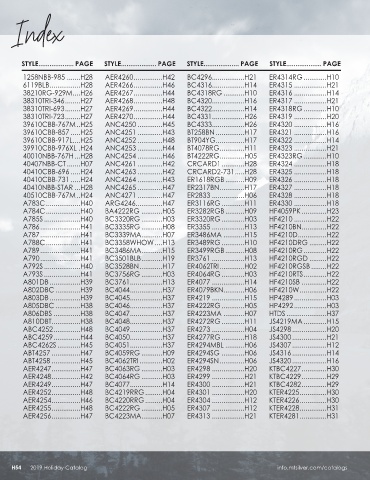 Index
STYLE................ PAGE
1258NBB-985 .......H28
6119BLB..............H28
38210RG-929M....H26
38310TRI-346.......H27
38310TRI-693.......H27
38310TRI-723.......H27
39610CBB-767M...H25
39610CBB-857 .....H25
39610CBB-917L....H25
39910CBB-976XL...H24
40010NBB-767H ...H28
40407NBB-CT.......H07
40410CBB-696 .....H24
40410CBB-731 .....H24
40410NBB-STAR ...H28
40510CBB-767M ..H24
A783C................H40
A784C................H40
A785S................H40
A786..................H41
A787..................H41
A788C................H41
A789..................H41
A790..................H41
A792S................H40
A793S................H41
A801DB..............H39
A802DBC............H39
A803DB..............H39
A805DBC............H38
A806DBS............H38
A810DBT............H38
ABC4252............H48
ABC4259............H44
ABC4262S..........H45
ABT4257............H47
ABT4258............H45
AER4247............H47
AER4248............H42
AER4249............H47
AER4252............H48
AER4254............H46
AER4255............H48
AER4256............H47
STYLE................ PAGE
AER4260............H42
AER4266............H46
AER4267............H44
AER4268............H48
AER4269............H44
AER4270............H44
ANC4250............H45
ANC4251............H43
ANC4252............H48
ANC4253............H44
ANC4254............H46
ANC4261............H42
ANC4263............H42
ANC4264............H43
ANC4265............H47
ANC4271............H47
ARG4246............H47
BA4222RG..........H05
BC3320RG..........H03
BC3335RG..........H08
BC3339MA..........H07
BC3358WHOW....H13
BC3486MA..........H15
BC3501BLB.........H19
BC3528BN..........H17
BC3756RG..........H03
BC3761..............H13
BC4044..............H37
BC4045..............H37
BC4046..............H37
BC4047..............H37
BC4048..............H37
BC4049..............H37
BC4050..............H37
BC4051..............H37
BC4059RG..........H09
BC4062TRI..........H02
BC4063RG..........H03
BC4064RG..........H03
BC4077..............H14
BC4219RRG........H04
BC4220RRG........H04
BC4222RG..........H05
BC4223MA..........H07
STYLE................ PAGE
BC4296..............H21
BC4316..............H14
BC4318RG..........H10
BC4320..............H16
BC4322..............H14
BC4331..............H26
BC4333..............H26
BT258BN............H17
BT904YG............H17
BT4078RG..........H11
BT4222RG..........H05
CRCARD1...........H28
CRCARD2-731.....H28
ER1618RGB........H09
ER2317BN..........H17
ER2833..............H06
ER3116RG..........H11
ER3282RGB........H09
ER3320RG..........H03
ER3355..............H13
ER3486MA..........H15
ER3489RG..........H10
ER3499RGB........H08
ER3761..............H13
ER4062TRI..........H02
ER4064RG..........H03
ER4077..............H14
ER4079BKN........H06
ER4219..............H15
ER4222RG..........H05
ER4223MA..........H07
ER4272RG..........H11
ER4273..............H04
ER4277RG..........H18
ER4294MBL........H06
ER4294SG..........H06
ER4294SN..........H06
ER4298..............H20
ER4299..............H21
ER4300..............H21
ER4301..............H20
ER4304..............H12
ER4307..............H12
ER4313..............H21
STYLE................ PAGE
ER4314RG..........H10
ER4315..............H21
ER4316..............H14
ER4317..............H21
ER4318RG..........H10
ER4319..............H20
ER4320..............H16
ER4321..............H16
ER4322..............H14
ER4323..............H21
ER4323RG..........H10
ER4324..............H18
ER4325..............H18
ER4326..............H18
ER4327..............H18
ER4328..............H18
ER4330..............H18
HF4059PK..........H23
HF4210..............H22
HF4210BN..........H22
HF4210D............H22
HF4210DRG........H22
HF4210RG..........H22
HF4210RGD........H22
HF4210RGSB.......H22
HF4210RTS.........H22
HF4210SB..........H22
HF4210W...........H22
HP4289..............H03
HP4292..............H03
HTDS.................H37
JS4219MA..........H15
JS4298...............H20
JS4300...............H21
JS4307...............H12
JS4316...............H14
JS4320...............H16
KTBC4227..........H30
KTBC4229..........H29
KTBC4282..........H29
KTER4225...........H30
KTER4226...........H30
KTER4228...........H31
KTER4281...........H31
H54 2019 Holiday Catalog
info.mtsilver.com/catalogs